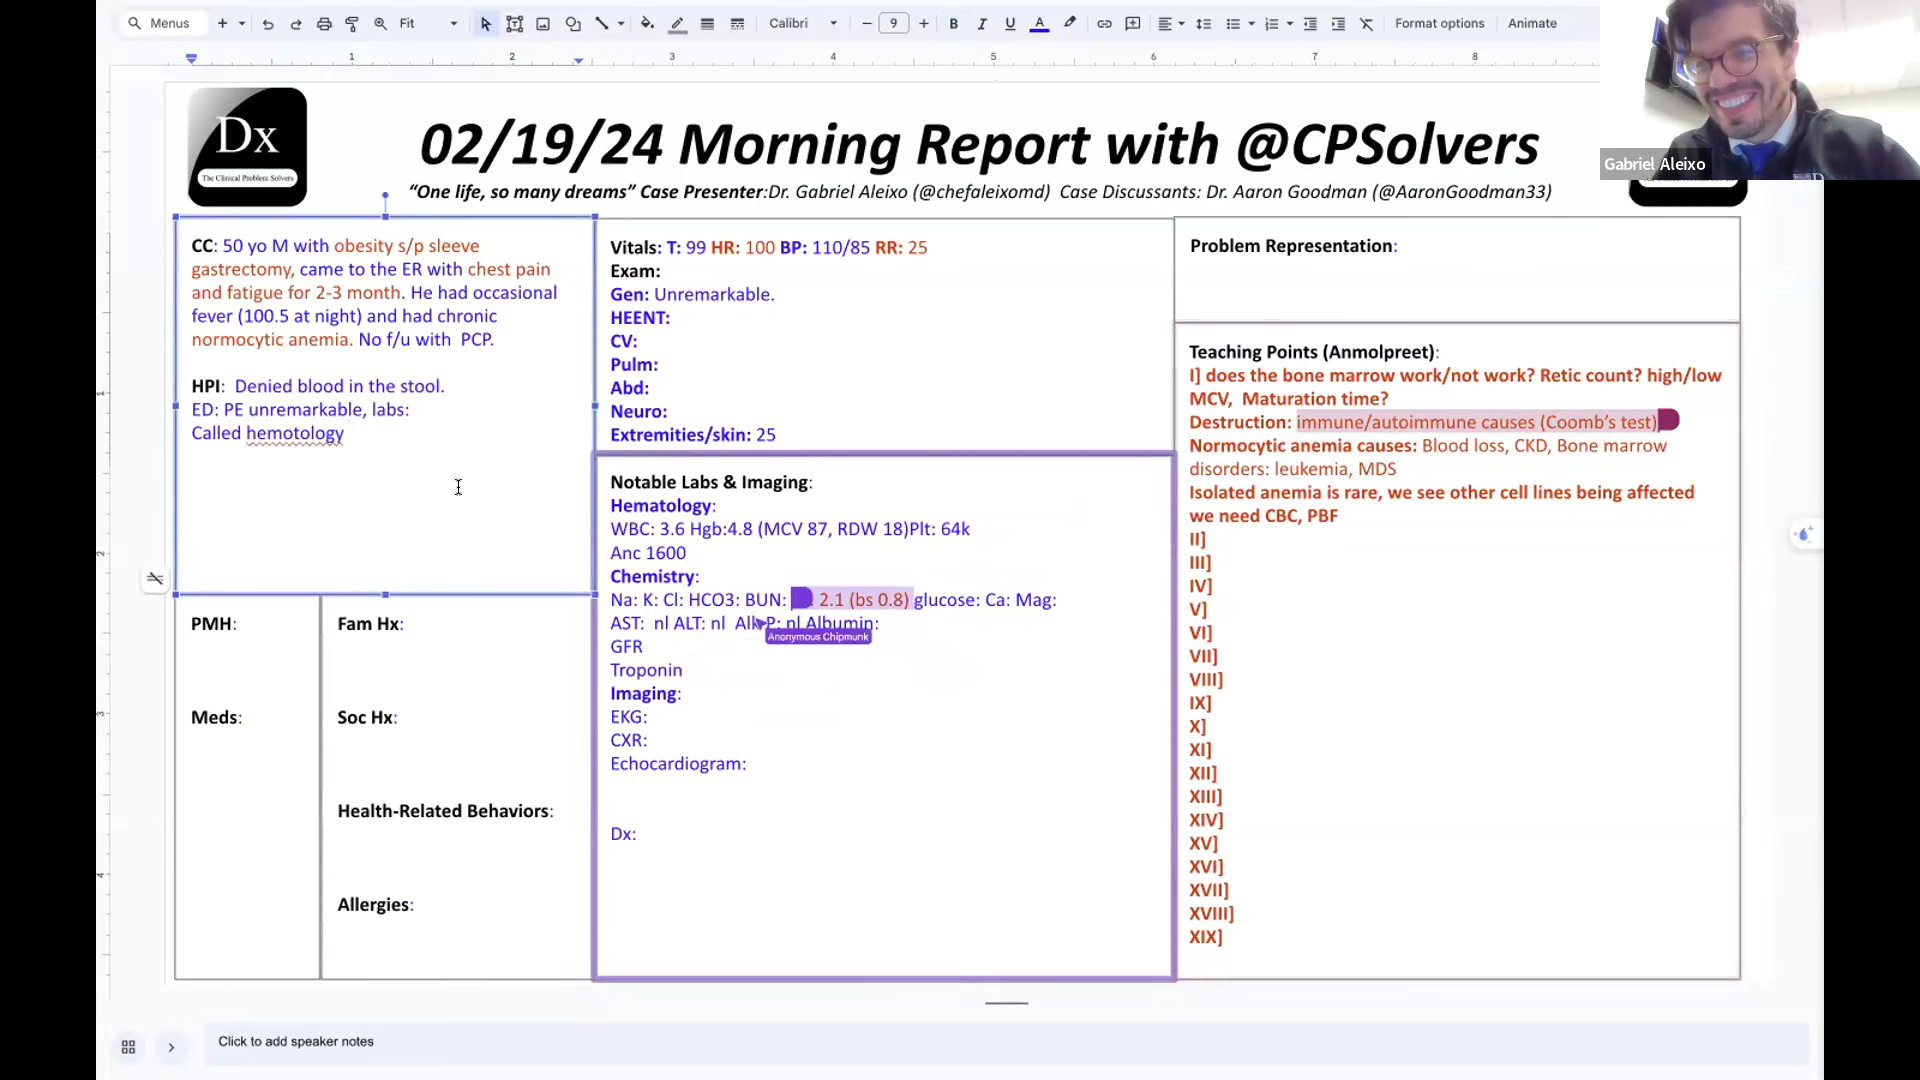 Menus
Fit
Calibri
9
B I U A
Format options
Animate
1 2 3 4 5 6 7 8
Dx
The Clinical Problem Solvers
02/19/24 Morning Report with @CPSolvers
“One life, so many dreams” Case Presenter:Dr. Gabriel Aleixo (@chefaleixomd) Case Discussants: Dr. Aaron Goodman (@AaronGoodman33)
Gabriel Aleixo
CC: 50 yo M with obesity s/p sleeve
gastrectomy, came to the ER with chest pain
and fatigue for 2-3 month. He had occasional
fever (100.5 at night) and had chronic
normocytic anemia. No f/u with PCP.
HPI: Denied blood in the stool.
ED: PE unremarkable, labs:
Called hemotology
PMH:
Meds:
Fam Hx:
Soc Hx:
Health-Related Behaviors:
Allergies:
Vitals: T: 99 HR: 100 BP: 110/85 RR: 25
Exam:
Gen: Unremarkable.
HEENT:
CV:
Pulm:
Abd:
Neuro:
Extremities/skin: 25
Notable Labs & Imaging:
Hematology:
WBC: 3.6 Hgb:4.8 (MCV 87, RDW 18)Plt: 64k
Anc 1600
Chemistry:
Na: K: Cl: HCO3: BUN: 2.1 (bs 0.8) glucose: Ca: Mag:
AST: nl ALT: nl Alk P: nl Albumin:
Anonymous Chipmunk
GFR
Troponin
Imaging:
EKG:
CXR:
Echocardiogram:
Dx:
Problem Representation:
Teaching Points (Anmolpreet):
I] does the bone marrow work/not work? Retic count? high/low
MCV, Maturation time?
Destruction: immune/autoimmune causes (Coomb’s test)
Normocytic anemia causes: Blood loss, CKD, Bone marrow
disorders: leukemia, MDS
Isolated anemia is rare, we see other cell lines being affected
we need CBC, PBF
II]
III]
IV]
V]
VI]
VII]
VIII]
IX]
X]
XI]
XII]
XIII]
XIV]
XV]
XVI]
XVII]
XVIII]
XIX]
Click to add speaker notes